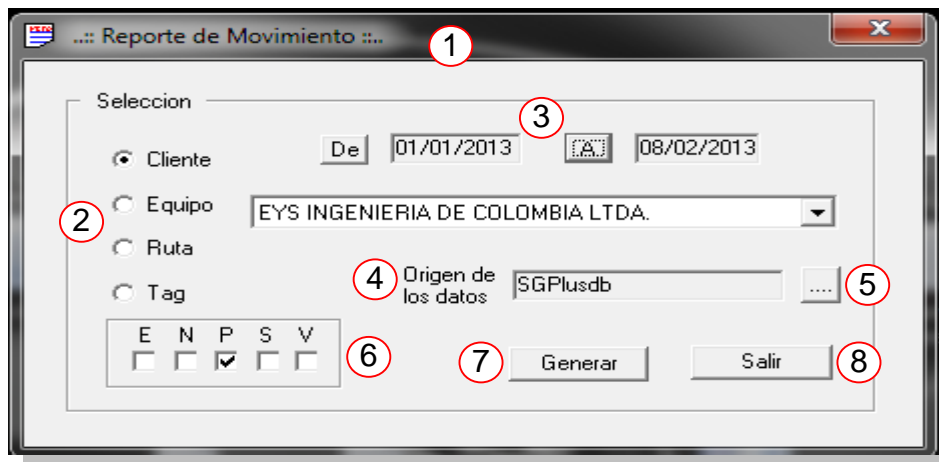 ..:: Reporte de Movimiento ::..
1
Seleccion
3
De 01/01/2013 A 08/02/2013
Cliente
2
Equipo EYS INGENIERIA DE COLOMBIA LTDA.
Ruta
4 Origen de los datos SGPlusdb .... 5
Tag
E N P S V
6
7 Generar Salir 8